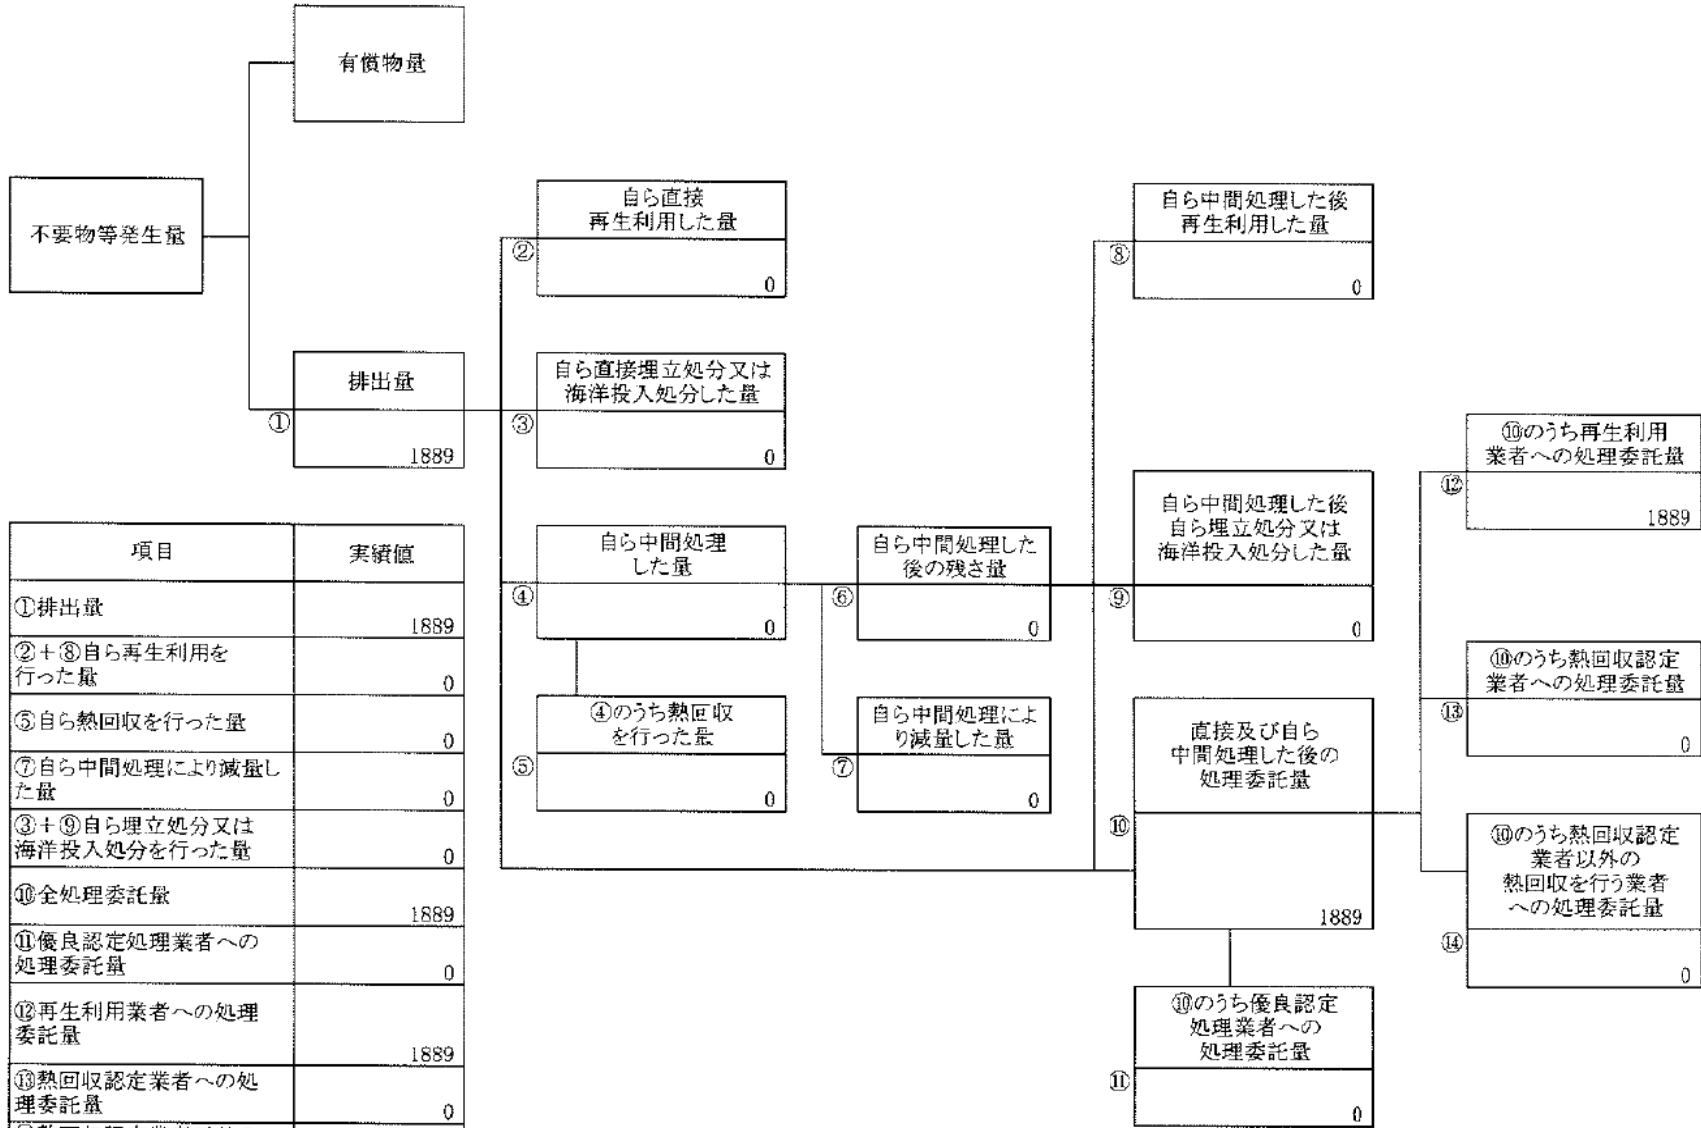 有償物量
不要物等発生量
排出量
①
1889
自ら直接
再生利用した量
②
0
自ら直接埋立処分又は
海洋投入処分した量
③
0
自ら中間処理
した量
④
0
④のうち熱回収
を行った量
⑤
0
自ら中間処理した
後の残さ量
⑥
0
自ら中間処理によ
り減量した量
⑦
0
自ら中間処理した後
再生利用した量
⑧
0
自ら中間処理した後
自ら埋立処分又は
海洋投入処分した量
⑨
0
直接及び自ら
中間処理した後の
処理委託量
⑩
1889
⑩のうち優良認定
処理業者への
処理委託量
⑪
0
⑩のうち再生利用
業者への処理委託量
⑫
1889
⑩のうち熱回収認定
業者への処理委託量
⑬
0
⑩のうち熱回収認定
業者以外の
熱回収を行う業者
への処理委託量
⑭
0
項目 実績値
①排出量 1889
②+⑧自ら再生利用を
行った量 0
⑤自ら熱回収を行った量 0
⑦自ら中間処理により減量し
た量 0
③+⑨自ら埋立処分又は
海洋投入処分を行った量 0
⑩全処理委託量 1889
⑪優良認定処理業者への
処理委託量 0
⑫再生利用業者への処理
委託量 1889
⑬熱回収認定業者への処
理委託量 0